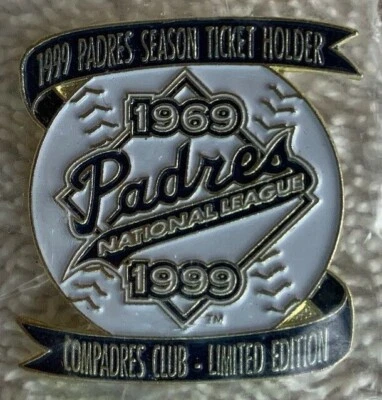 1999 PADRES SEASON TICKET HOLDER
1969
Padres
NATIONAL LEAGUE
1999
TM
COMPADRES CLUB - LIMITED EDITION